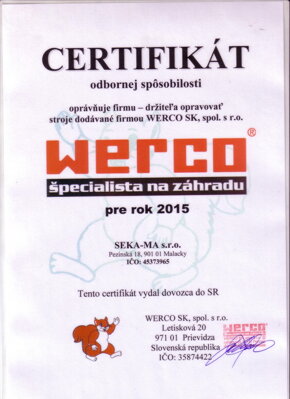 CERTIFIKÁT
odbornej spôsobilosti
oprávňuje firmu – držiteľa opravovať
stroje dodávané firmou WERCO SK, spol. s r.o.
werco®
špecialista na záhradu
pre rok 2015
SEKA-MA s.r.o.
Pezinská 18, 901 01 Malacky
IČO: 45373965
Tento certifikát vydal dovozca do SR
WERCO SK, spol. s r.o.
Letisková 20
971 01 Prievidza
Slovenská republika
IČO: 35874422
werco